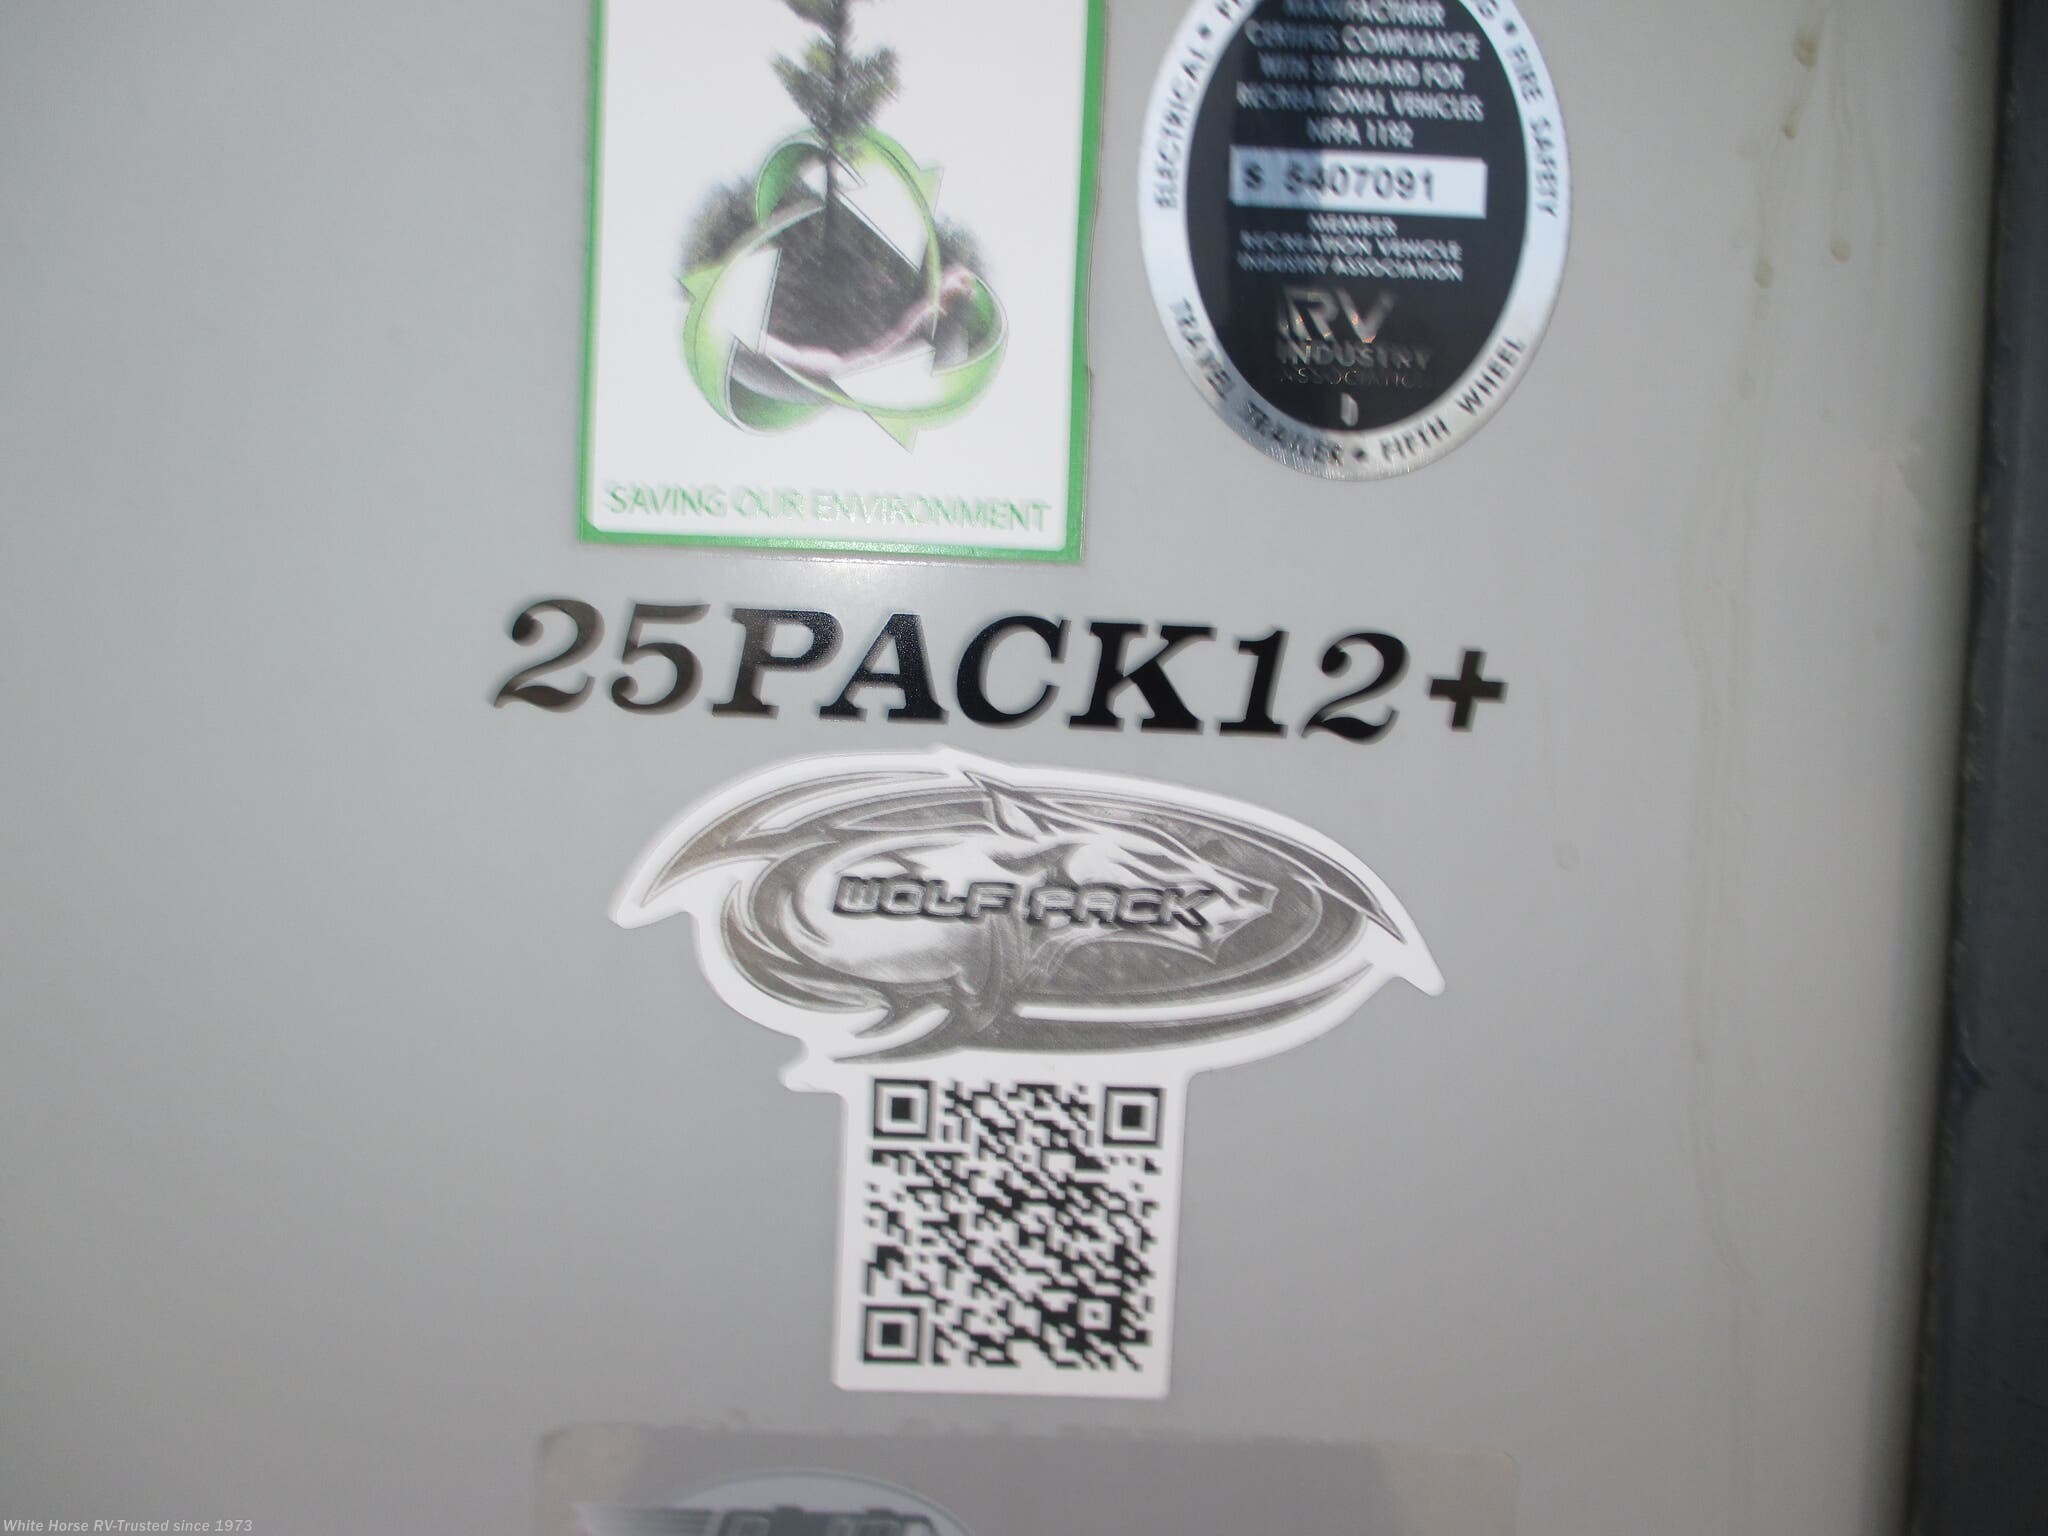 SAVING OUR ENVIRONMENT
ELECTRICAL •
• FIRE SAFETY
MANUFACTURER
CERTIFIES COMPLIANCE
WITH STANDARD FOR
RECREATIONAL VEHICLES
NFPA 1192
S 5407091
MEMBER
RECREATION VEHICLE
INDUSTRY ASSOCIATION
RV
INDUSTRY
ASSOCIATION
TRAVEL TRAILER • FIFTH WHEEL
25PACK12+
WOLF PACK
White Horse RV-Trusted since 1973